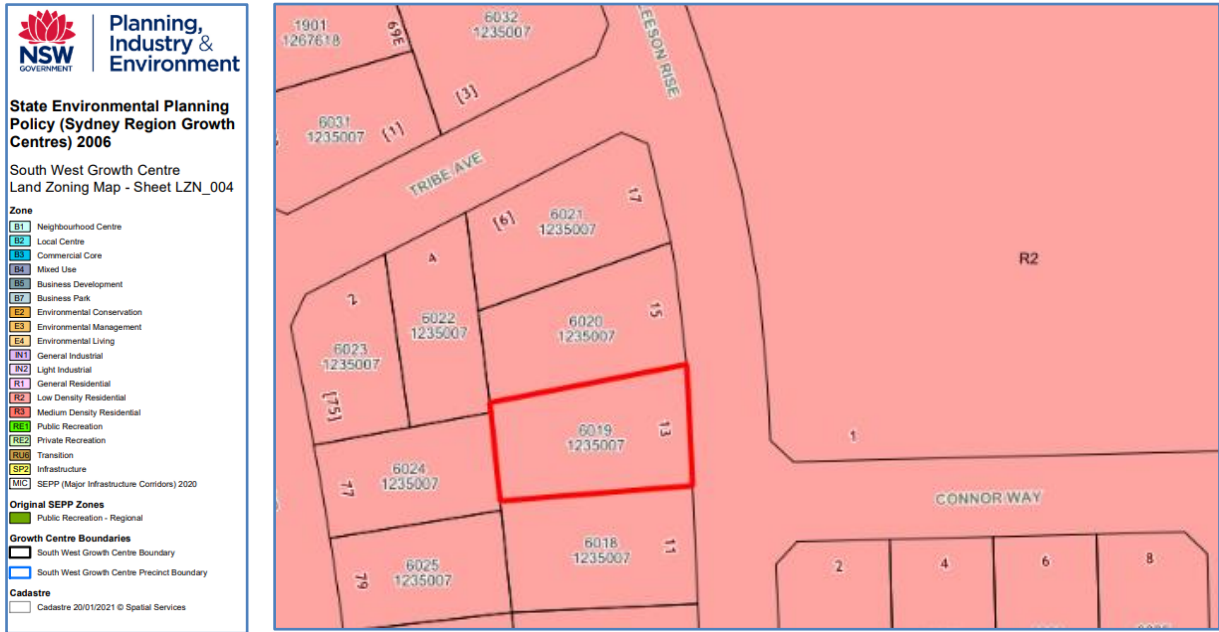 Planning,
Industry &
Environment
NSW
GOVERNMENT
State Environmental Planning
Policy (Sydney Region Growth
Centres) 2006
South West Growth Centre
Land Zoning Map - Sheet LZN_004
Zone
B1 Neighbourhood Centre
B2 Local Centre
B3 Commercial Core
B4 Mixed Use
B5 Business Development
B7 Business Park
E2 Environmental Conservation
E3 Environmental Management
E4 Environmental Living
IN1 General Industrial
IN2 Light Industrial
R1 General Residential
R2 Low Density Residential
R3 Medium Density Residential
RE1 Public Recreation
RE2 Private Recreation
RU6 Transition
SP2 Infrastructure
MIC SEPP (Major Infrastructure Corridors) 2020
Original SEPP Zones
Public Recreation - Regional
Growth Centre Boundaries
South West Growth Centre Boundary
South West Growth Centre Precinct Boundary
Cadastre
Cadastre 20/01/2021 © Spatial Services
1901
1267618
69E
6032
1235007
LEESON RISE
[3]
6031
1235007
[1]
TRIBE AVE
[6]
6021
1235007
17
4
2
6022
1235007
6020
1235007
15
6023
1235007
[75]
R2
6019
1235007
13
1
6024
1235007
77
CONNOR WAY
6018
1235007
11
6025
1235007
79
2
4
6
8